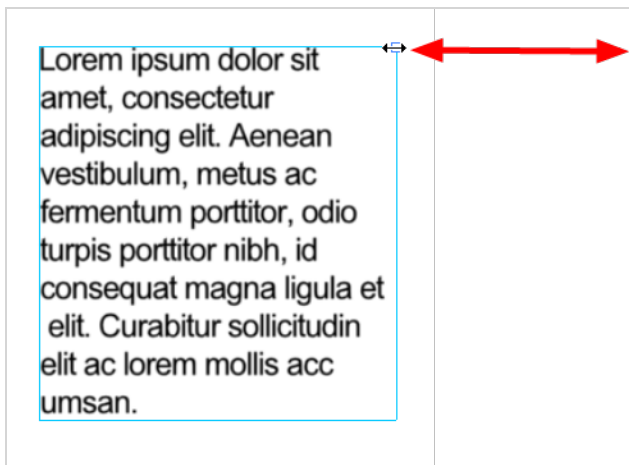 Lorem ipsum dolor sit
amet, consectetur
adipiscing elit. Aenean
vestibulum, metus ac
fermentum porttitor, odio
turpis porttitor nibh, id
consequat magna ligula et
 elit. Curabitur sollicitudin
elit ac lorem mollis acc
umsan.